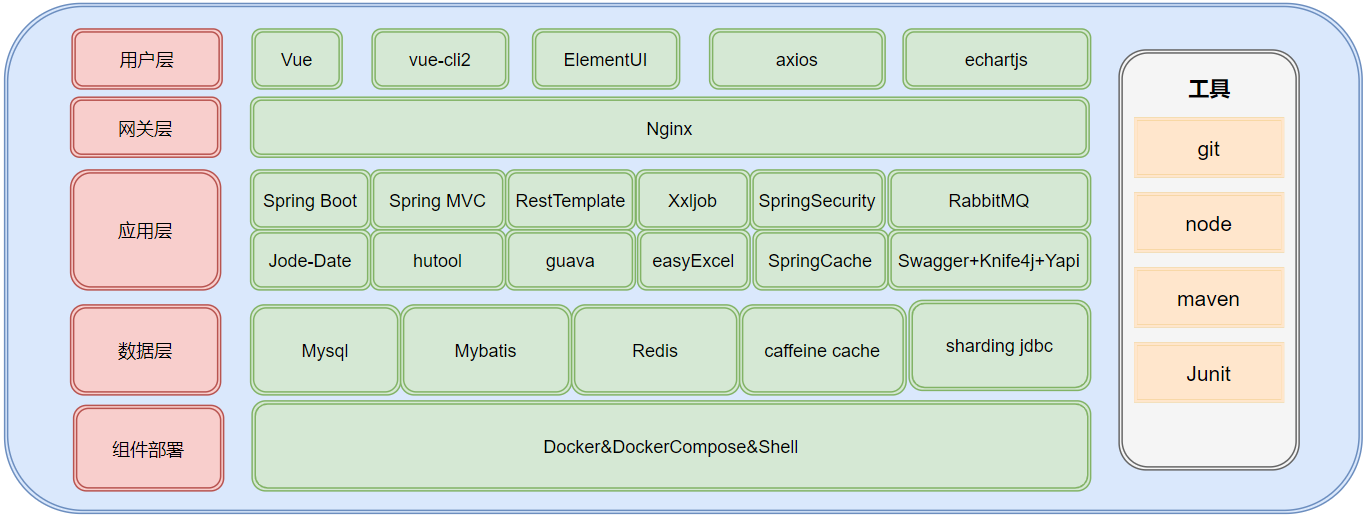 用户层
Vue
vue-cli2
ElementUI
axios
echartjs
网关层
Nginx
应用层
Spring Boot
Spring MVC
RestTemplate
Xxljob
SpringSecurity
RabbitMQ
Jode-Date
hutool
guava
easyExcel
SpringCache
Swagger+Knife4j+Yapi
数据层
Mysql
Mybatis
Redis
caffeine cache
sharding jdbc
组件部署
Docker&DockerCompose&Shell
工具
git
node
maven
Junit